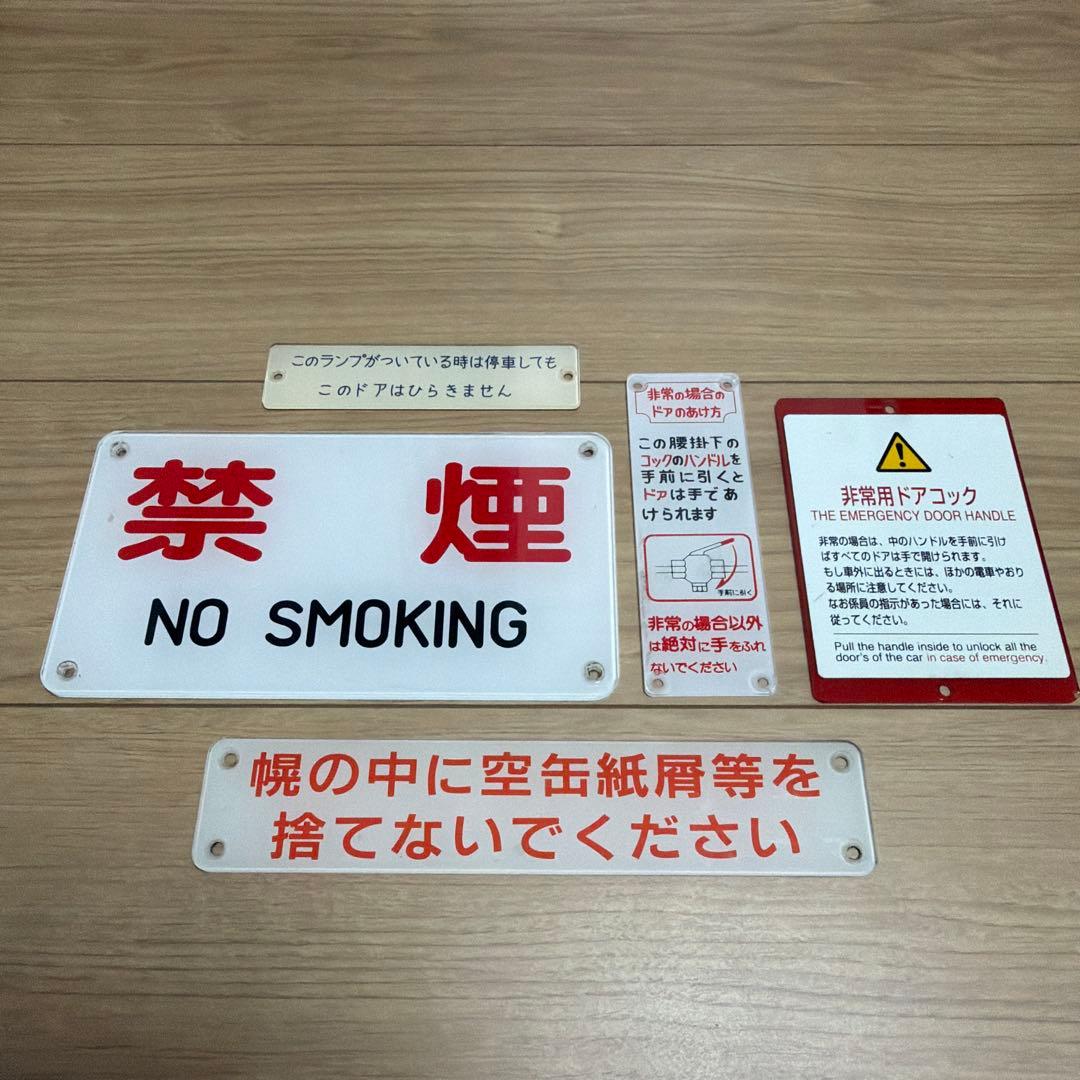 このランプがついている時は停車しても
このドアはひらきません
禁煙
NO SMOKING
非常の場合の
ドアのあけ方
この腰掛下の
コックのハンドルを
手前に引くと
ドアは手であ
けられます
手前に引く
非常の場合以外
は絶対に手をふれ
ないでください
非常用ドアコック
THE EMERGENCY DOOR HANDLE
非常の場合は、中のハンドルを手前に引け
ばすべてのドアは手で開けられます。
もし車外に出るときには、ほかの電車やおり
る場所に注意してください。
なお係員の指示があった場合には、それに
従ってください。
Pull the handle inside to unlock all the
door's of the car in case of emergency.
幌の中に空缶紙屑等を
捨てないでください